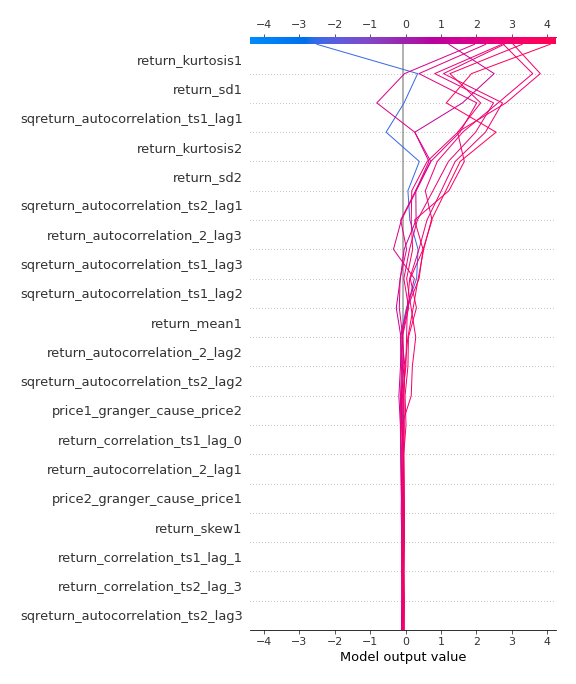 −4 −3 −2 −1 0 1 2 3 4
return_kurtosis1
return_sd1
sqreturn_autocorrelation_ts1_lag1
return_kurtosis2
return_sd2
sqreturn_autocorrelation_ts2_lag1
return_autocorrelation_2_lag3
sqreturn_autocorrelation_ts1_lag3
sqreturn_autocorrelation_ts1_lag2
return_mean1
return_autocorrelation_2_lag2
sqreturn_autocorrelation_ts2_lag2
price1_granger_cause_price2
return_correlation_ts1_lag_0
return_autocorrelation_2_lag1
price2_granger_cause_price1
return_skew1
return_correlation_ts1_lag_1
return_correlation_ts2_lag_3
sqreturn_autocorrelation_ts2_lag3
−4 −3 −2 −1 0 1 2 3 4
Model output value